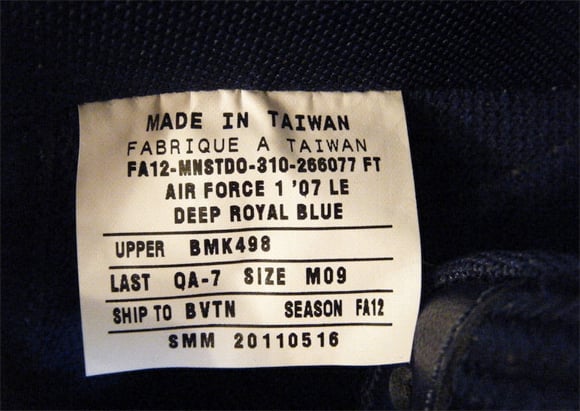 MADE IN TAIWAN
FABRIQUE A TAIWAN
FA12-MNSTDO-310-266077 FT
AIR FORCE 1 '07 LE
DEEP ROYAL BLUE
UPPER BMK498
LAST QA-7 SIZE M09
SHIP TO BVTN SEASON FA12
SMM 20110516